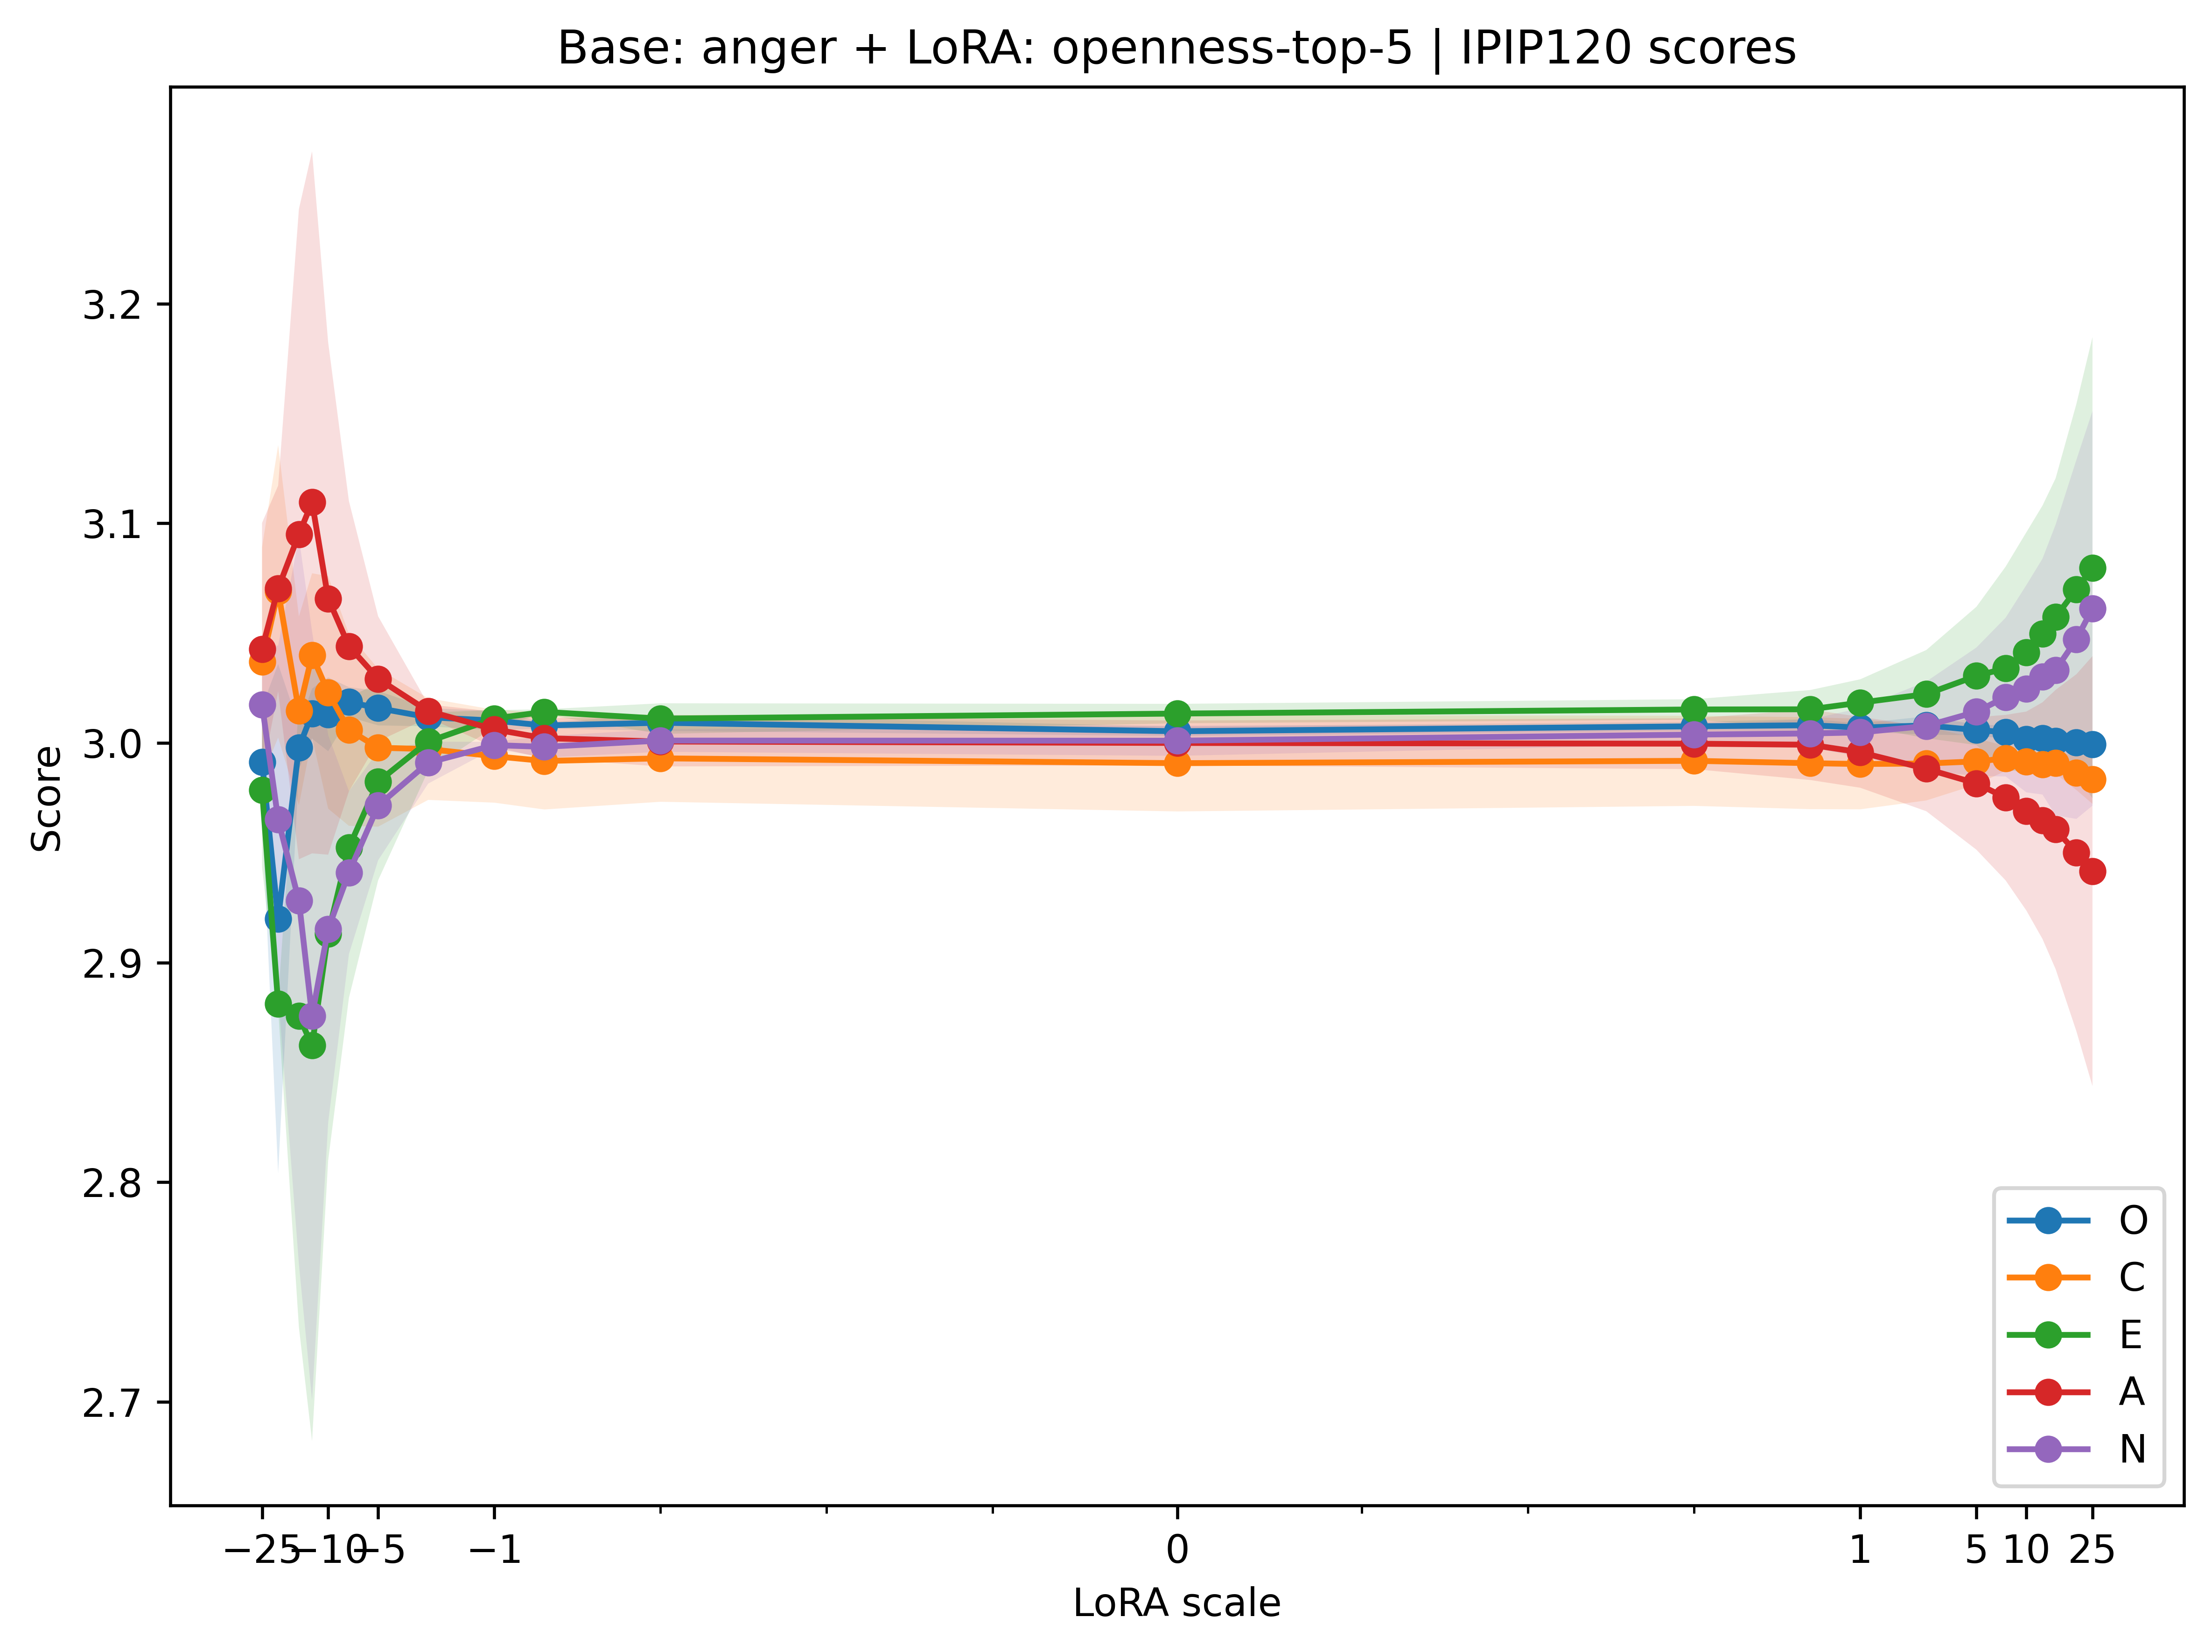 Base: anger + LoRA: openness-top-5 | IPIP120 scores
Score
3.2
3.1
3.0
2.9
2.8
2.7
−25 −10 −5 −1 0 1 5 10 25
LoRA scale
O
C
E
A
N